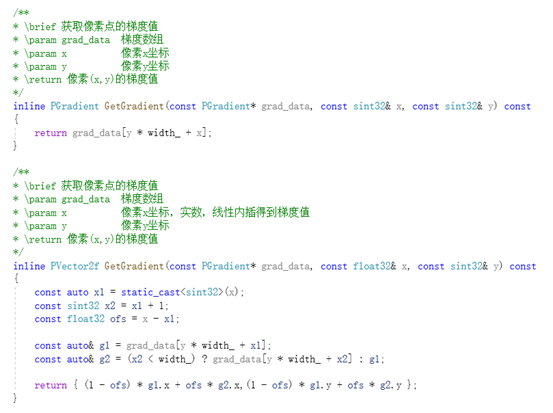 /**
* \brief 获取像素点的梯度值
* \param grad_data 梯度数组
* \param x 像素x坐标
* \param y 像素y坐标
* \return 像素(x,y)的梯度值
*/
inline PGradient GetGradient(const PGradient* grad_data, const sint32& x, const sint32& y) const
{
return grad_data[y * width_ + x];
}
/**
* \brief 获取像素点的梯度值
* \param grad_data 梯度数组
* \param x 像素x坐标，实数，线性内插得到梯度值
* \param y 像素y坐标
* \return 像素(x,y)的梯度值
*/
inline PVector2f GetGradient(const PGradient* grad_data, const float32& x, const sint32& y) const
{
const auto x1 = static_cast<sint32>(x);
const sint32 x2 = x1 + 1;
const float32 ofs = x - x1;
const auto& g1 = grad_data[y * width_ + x1];
const auto& g2 = (x2 < width_) ? grad_data[y * width_ + x2] : g1;
return { (1 - ofs) * g1.x + ofs * g2.x,(1 - ofs) * g1.y + ofs * g2.y };
}